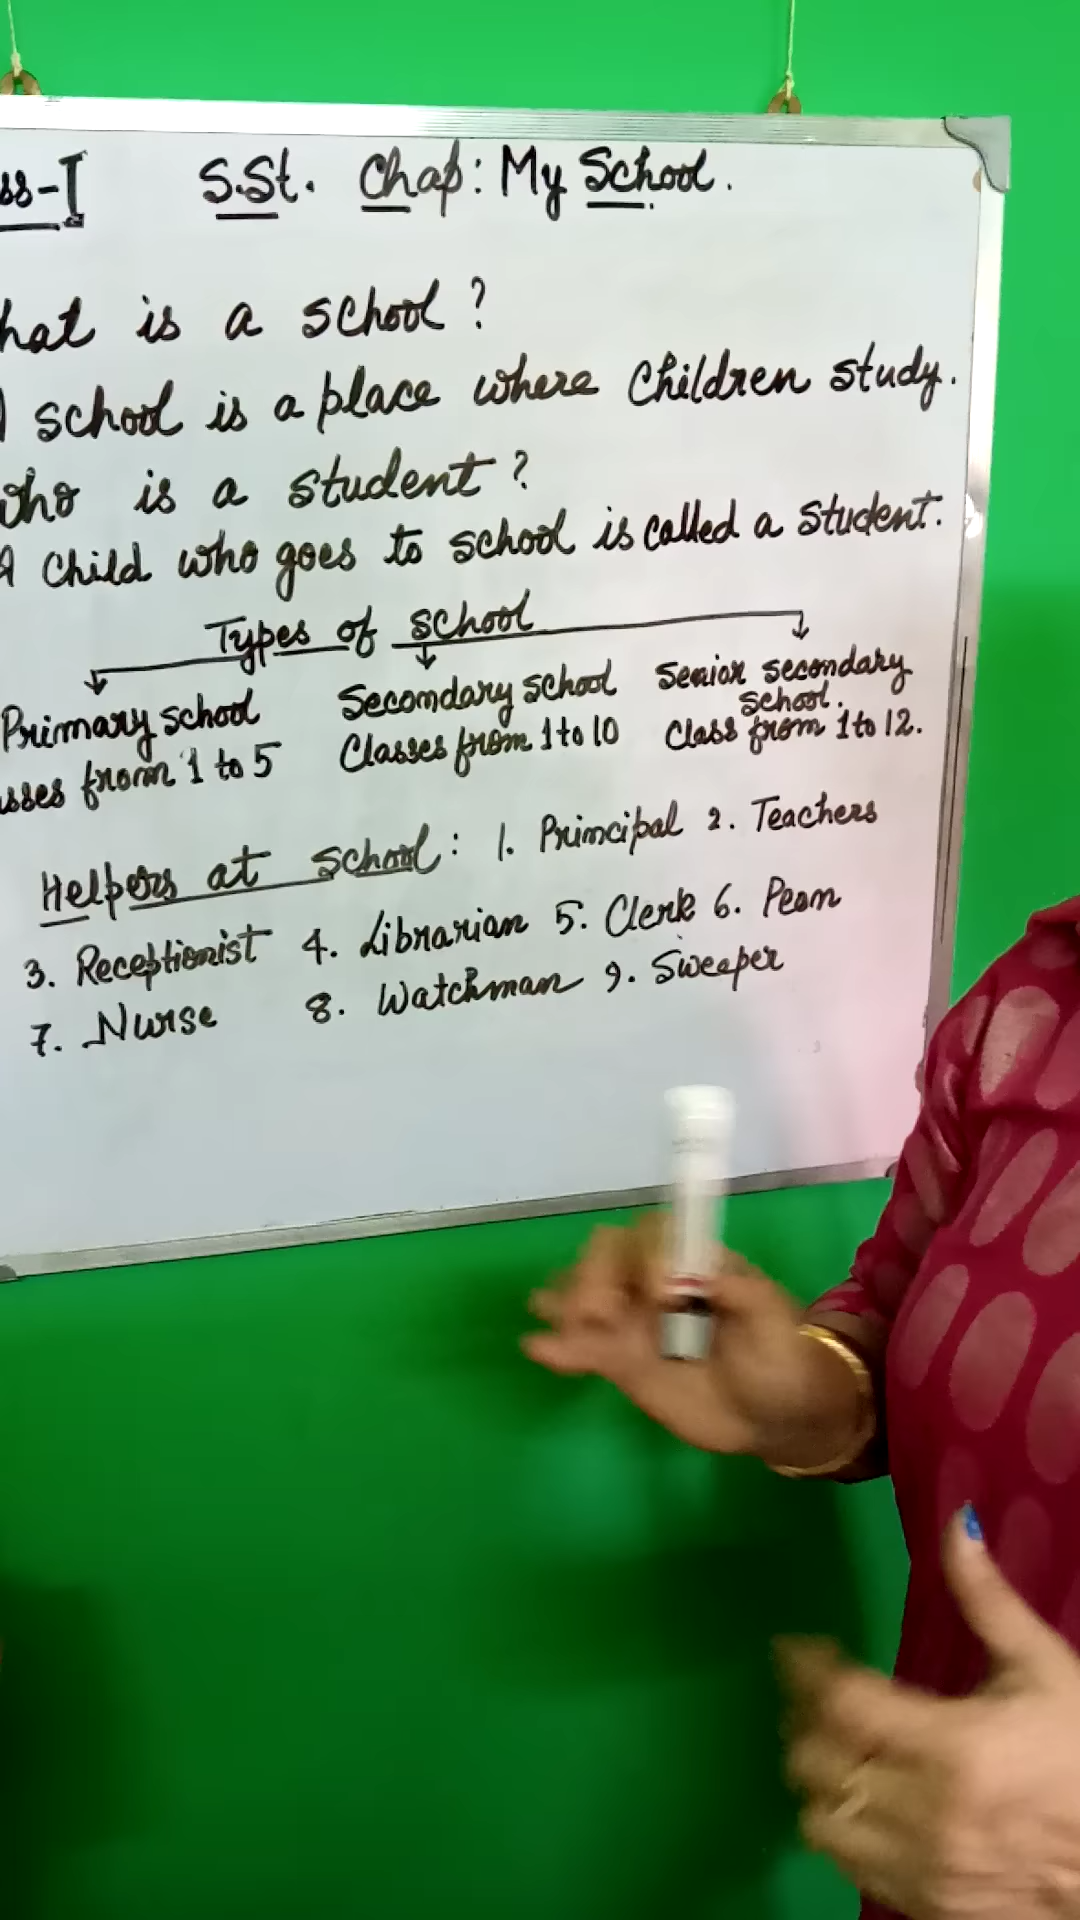 ss-I S.St. Chap: My School.
hat is a school?
A school is a place where children study.
who is a student?
A child who goes to school is called a student.
Types of school
Primary school Secondary school Senior secondary
school.
sses from 1 to 5 Classes from 1 to 10 Class from 1 to 12.
Helpers at school: 1. Principal 2. Teachers
3. Receptionist 4. Librarian 5. Clerk 6. Peon
7. Nurse 8. Watchman 9. Sweeper